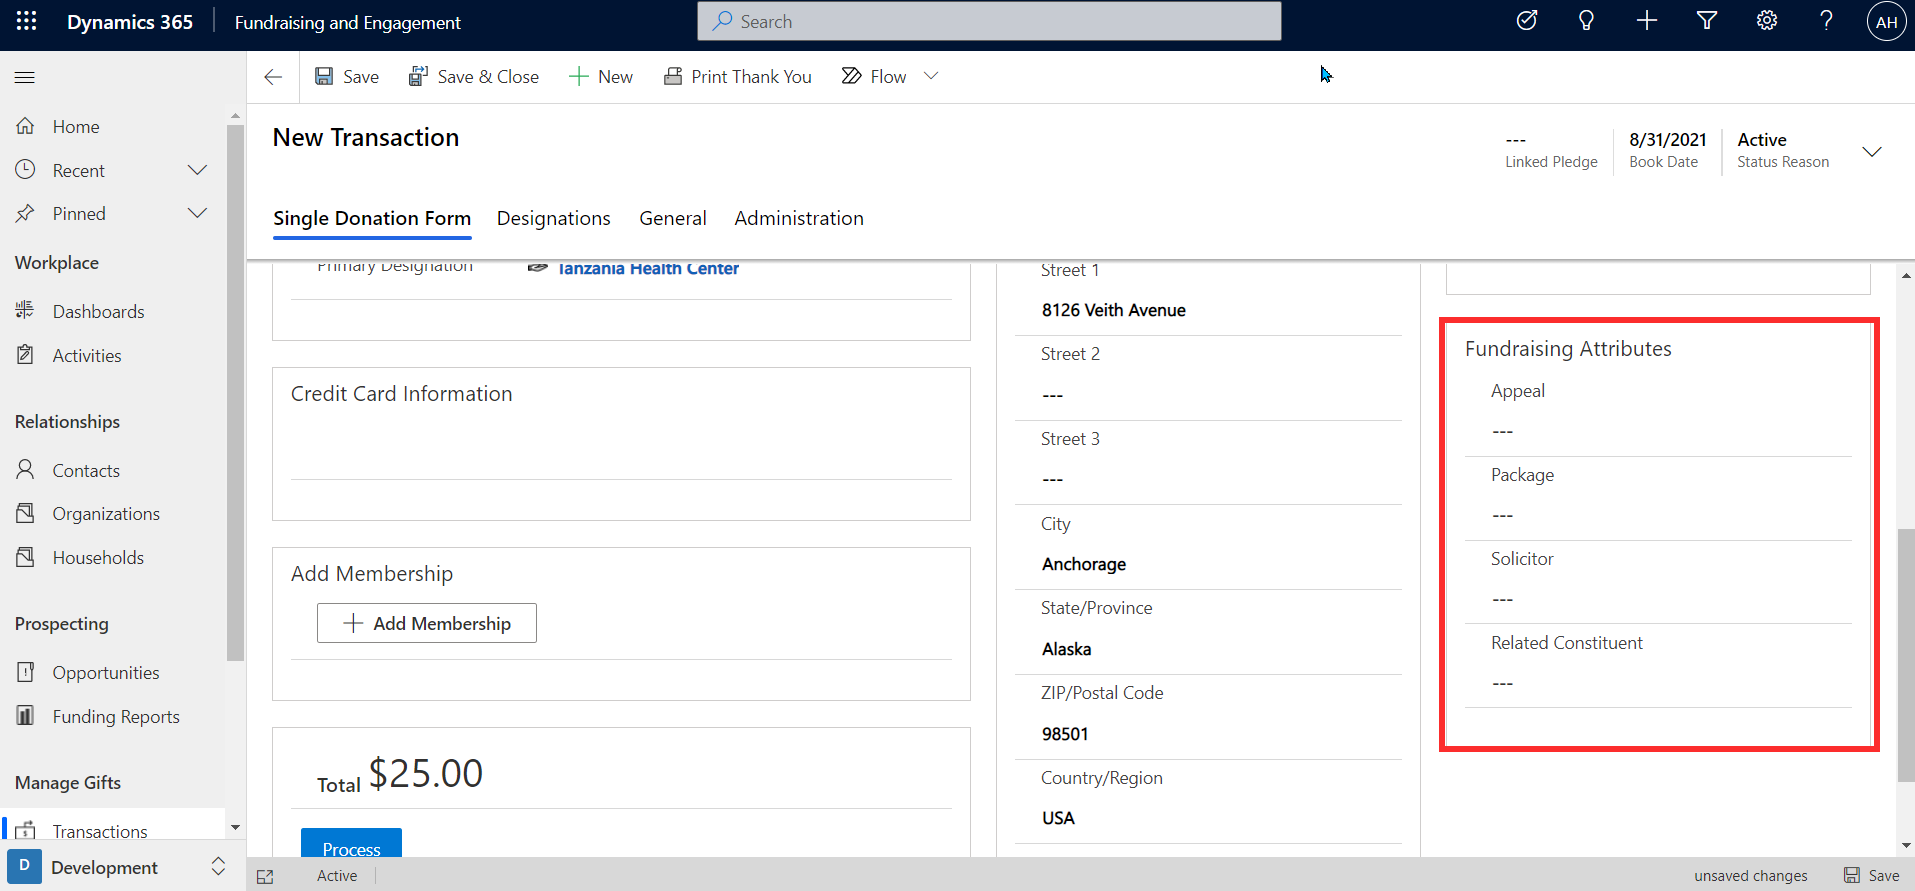 Dynamics 365
Fundraising and Engagement
Search
AH
Save
Save & Close
New
Print Thank You
Flow
Home
Recent
Pinned
Workplace
Dashboards
Activities
Relationships
Contacts
Organizations
Households
Prospecting
Opportunities
Funding Reports
Manage Gifts
Transactions
D
Development
New Transaction
---
Linked Pledge
8/31/2021
Book Date
Active
Status Reason
Single Donation Form
Designations
General
Administration
Primary Designation
Tanzania Health Center
Credit Card Information
Add Membership
Add Membership
Total $25.00
Process
Street 1
8126 Veith Avenue
Street 2
---
Street 3
---
City
Anchorage
State/Province
Alaska
ZIP/Postal Code
98501
Country/Region
USA
Fundraising Attributes
Appeal
---
Package
---
Solicitor
---
Related Constituent
---
Active
unsaved changes
Save